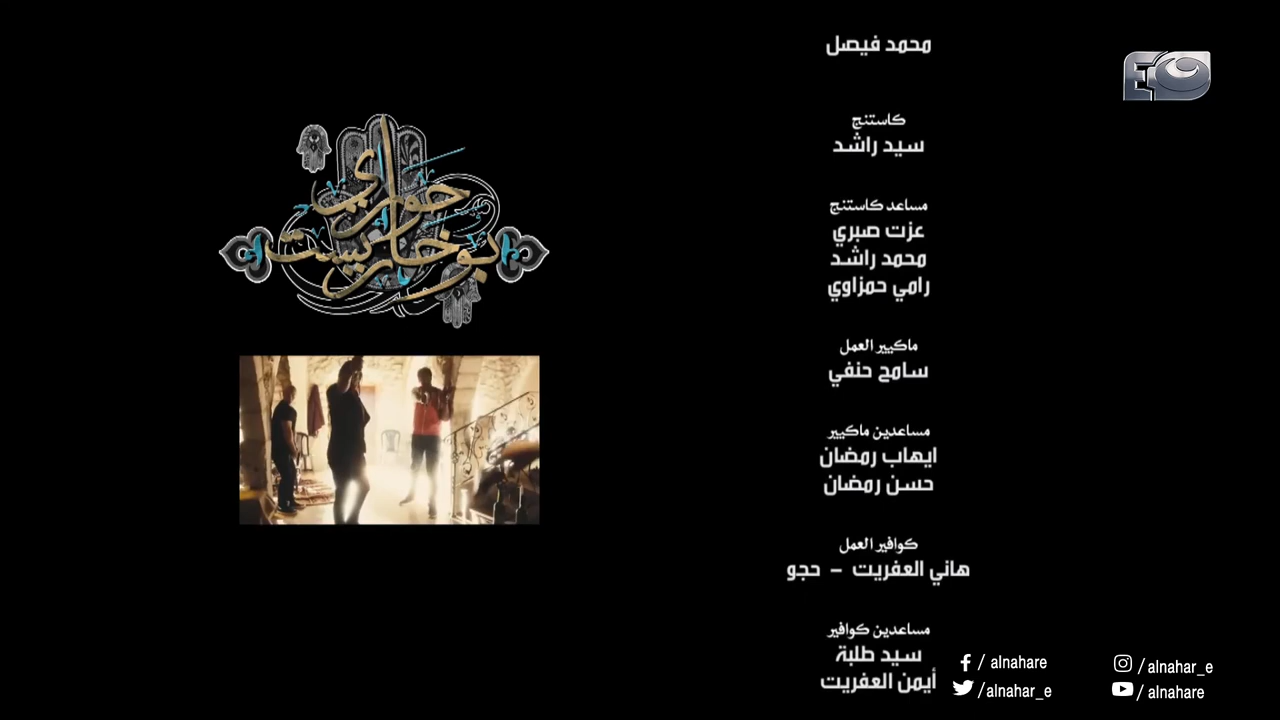 محمد فيصل
كاستنج
سيد راشد
مساعد كاستنج
عزت صبري
محمد راشد
رامي حمزاوي
ماكيير العمل
سامح حنفي
مساعدين ماكيير
ايهاب رمضان
حسن رمضان
كوافير العمل
هاني العفريت - حجو
مساعدين كوافير
سيد طلبة
أيمن العفريت
حواري
بوخاريست
/ alnahare
/alnahar_e
/ alnahar_e
/ alnahare